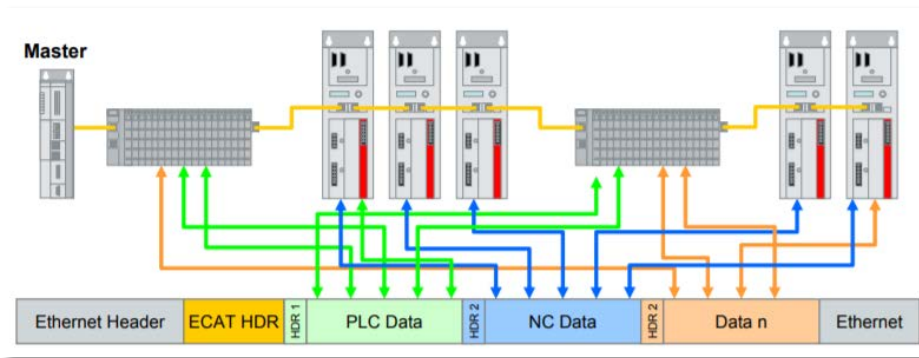 Master
Ethernet Header
ECAT HDR
HDR 1
PLC Data
HDR 2
NC Data
HDR 2
Data n
Ethernet